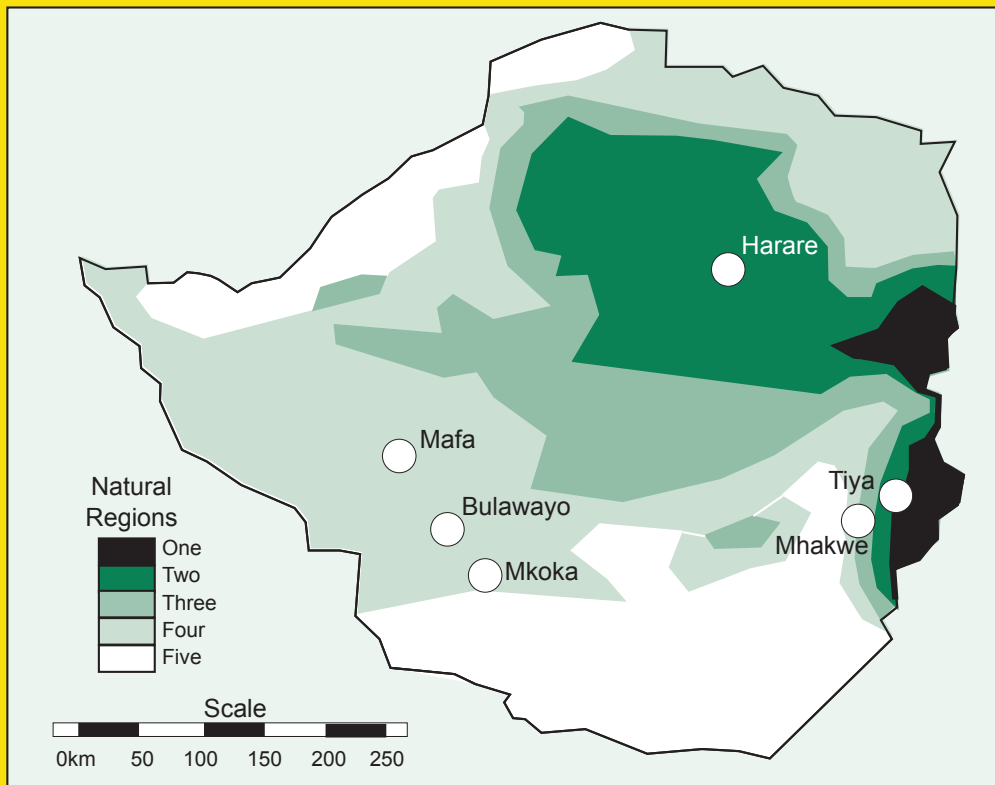 Harare
Mafa
Bulawayo
Mkoka
Tiya
Mhakwe
Natural
Regions
One
Two
Three
Four
Five
Scale
0km 50 100 150 200 250